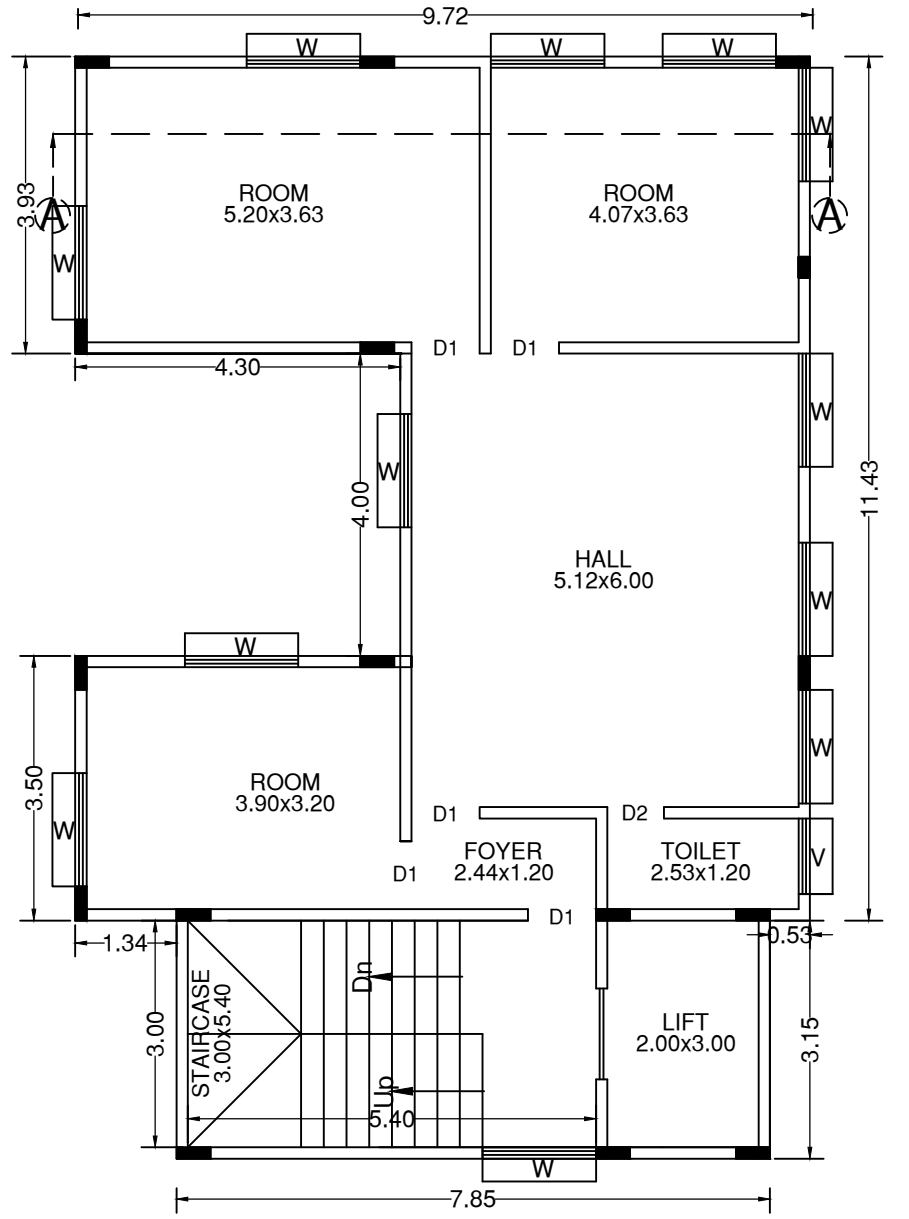 9.72
W
W
W
W
ROOM
5.20x3.63
ROOM
4.07x3.63
3.93
A
A
W
D1
D1
4.30
W
W
4.00
11.43
HALL
5.12x6.00
W
W
W
ROOM
3.90x3.20
3.50
W
D1
D2
W
FOYER
2.44x1.20
TOILET
2.53x1.20
V
D1
D1
1.34
0.53
STAIRCASE
3.00x5.40
3.00
Dn
Up
5.40
LIFT
2.00x3.00
3.15
W
7.85